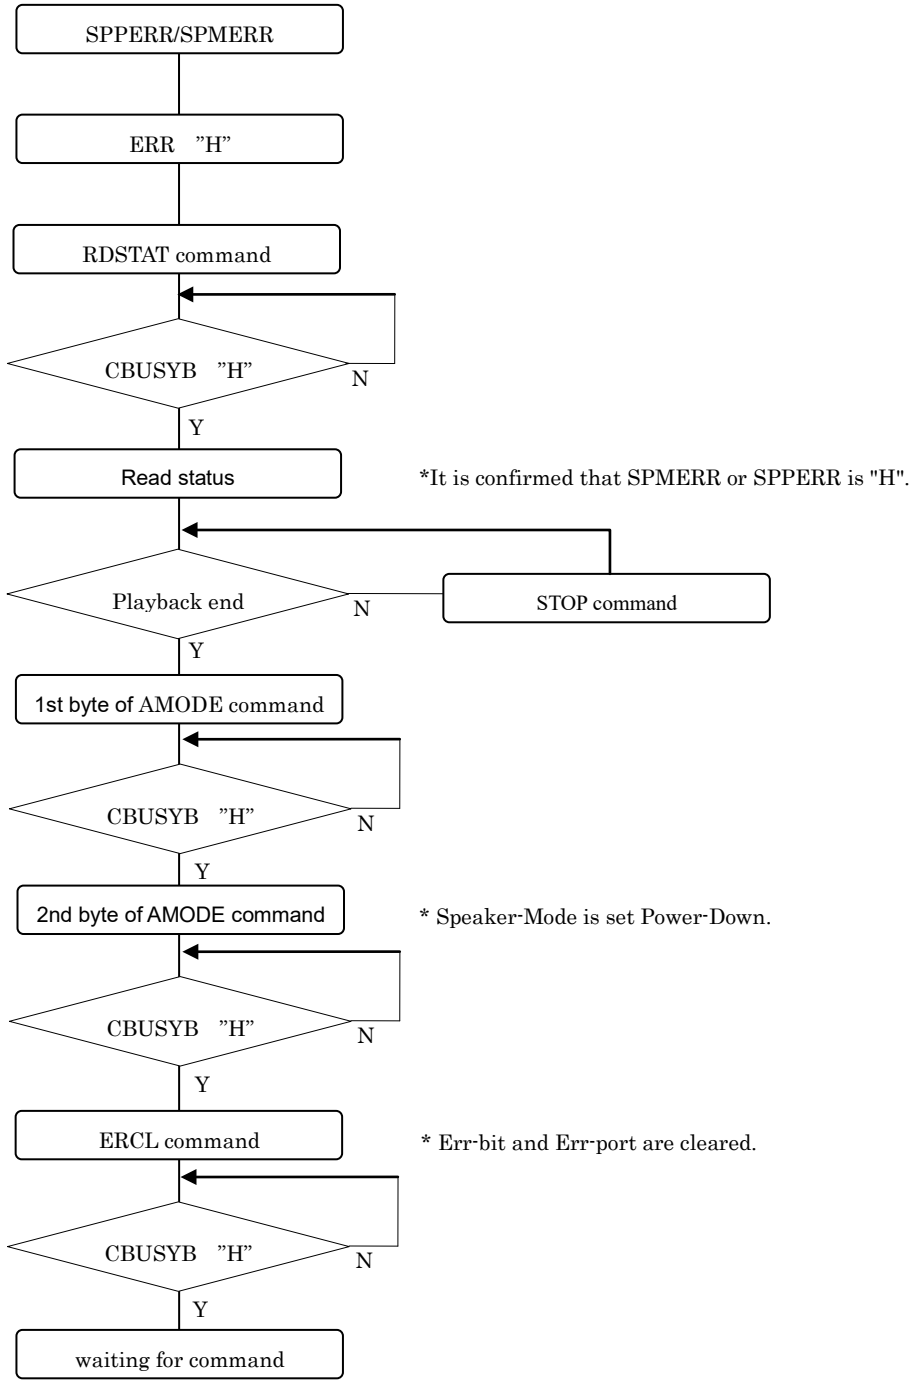 SPPERR/SPMERR
ERR ”H”
RDSTAT command
CBUSYB ”H”
N
Y
Read status
*It is confirmed that SPMERR or SPPERR is "H".
Playback end
N
STOP command
Y
1st byte of AMODE command
CBUSYB ”H”
N
Y
2nd byte of AMODE command
* Speaker-Mode is set Power-Down.
CBUSYB ”H”
N
Y
ERCL command
* Err-bit and Err-port are cleared.
CBUSYB ”H”
N
Y
waiting for command